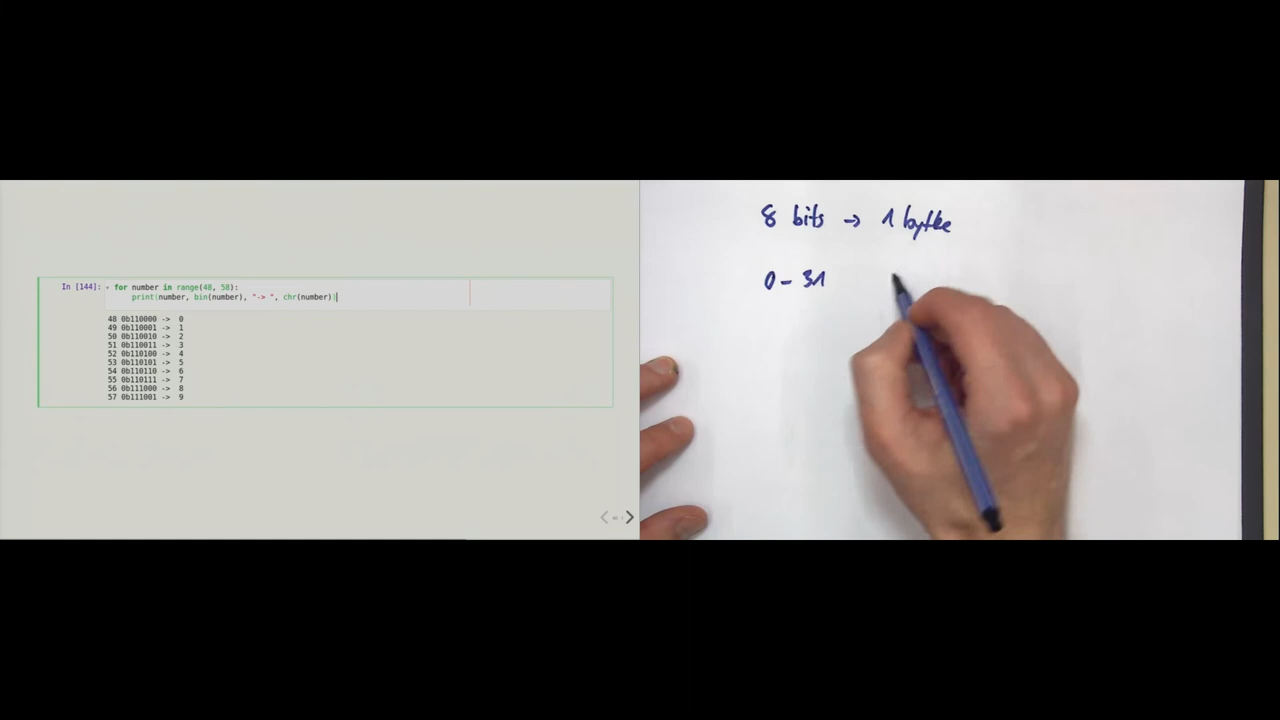 In [144]: for number in range(48, 58):
print(number, bin(number), "-> ", chr(number))
48 0b110000 -> 0
49 0b110001 -> 1
50 0b110010 -> 2
51 0b110011 -> 3
52 0b110100 -> 4
53 0b110101 -> 5
54 0b110110 -> 6
55 0b110111 -> 7
56 0b111000 -> 8
57 0b111001 -> 9
8 bits → 1 bytke
0 - 31